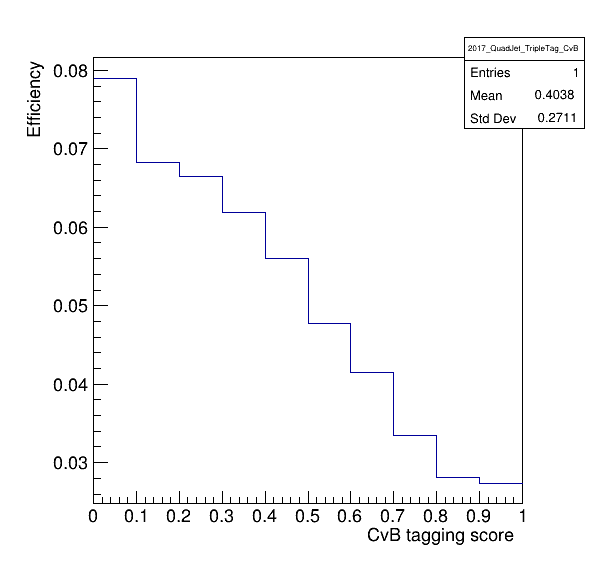 2017_QuadJet_TripleTag_CvB
Entries 1
Mean 0.4038
Std Dev 0.2711
Efficiency
0.08
0.07
0.06
0.05
0.04
0.03
0 0.1 0.2 0.3 0.4 0.5 0.6 0.7 0.8 0.9 1
CvB tagging score